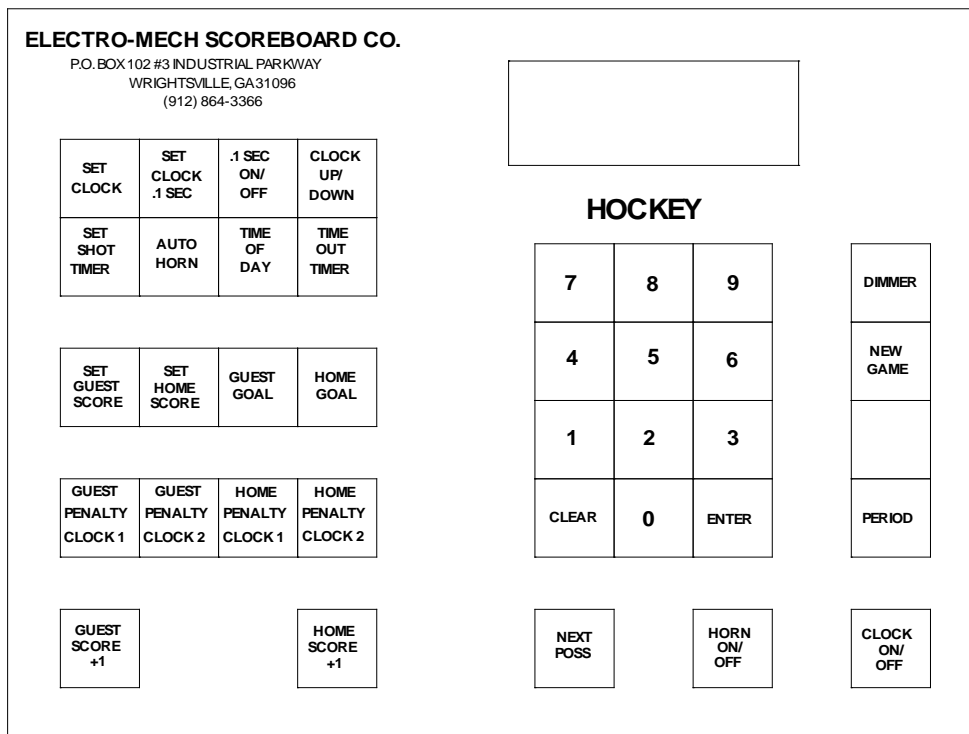 ELECTRO-MECH SCOREBOARD CO.
P.O. BOX 102 #3 INDUSTRIAL PARKWAY
WRIGHTSVILLE, GA 31096
(912) 864-3366
SET
CLOCK
SET
CLOCK
.1 SEC
.1 SEC
ON/
OFF
CLOCK
UP/
DOWN
SET
SHOT
TIMER
AUTO
HORN
TIME
OF
DAY
TIME
OUT
TIMER
SET
GUEST
SCORE
SET
HOME
SCORE
GUEST
GOAL
HOME
GOAL
GUEST
PENALTY
CLOCK 1
GUEST
PENALTY
CLOCK 2
HOME
PENALTY
CLOCK 1
HOME
PENALTY
CLOCK 2
GUEST
SCORE
+1
HOME
SCORE
+1
HOCKEY
7
8
9
4
5
6
1
2
3
CLEAR
0
ENTER
DIMMER
NEW
GAME
PERIOD
NEXT
POSS
HORN
ON/
OFF
CLOCK
ON/
OFF